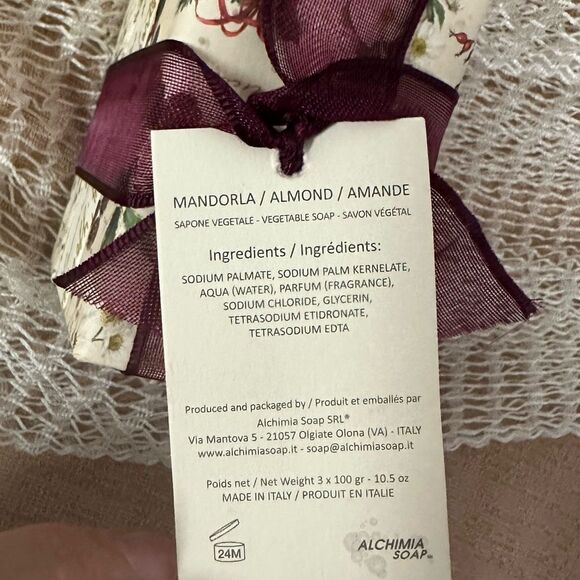 MANDORLA / ALMOND / AMANDE
SAPONE VEGETALE - VEGETABLE SOAP - SAVON VÉGÉTAL
Ingredients / Ingrédients:
SODIUM PALMATE, SODIUM PALM KERNELATE,
AQUA (WATER), PARFUM (FRAGRANCE),
SODIUM CHLORIDE, GLYCERIN,
TETRASODIUM ETIDRONATE,
TETRASODIUM EDTA
Produced and packaged by / Produit et emballés par
Alchimia Soap SRL®
Via Mantova 5 - 21057 Olgiate Olona (VA) - ITALY
www.alchimiasoap.it - soap@alchimiasoap.it
Poids net / Net Weight 3 x 100 gr - 10.5 oz
MADE IN ITALY / PRODUIT EN ITALIE
24M
ALCHIMIA
SOAP